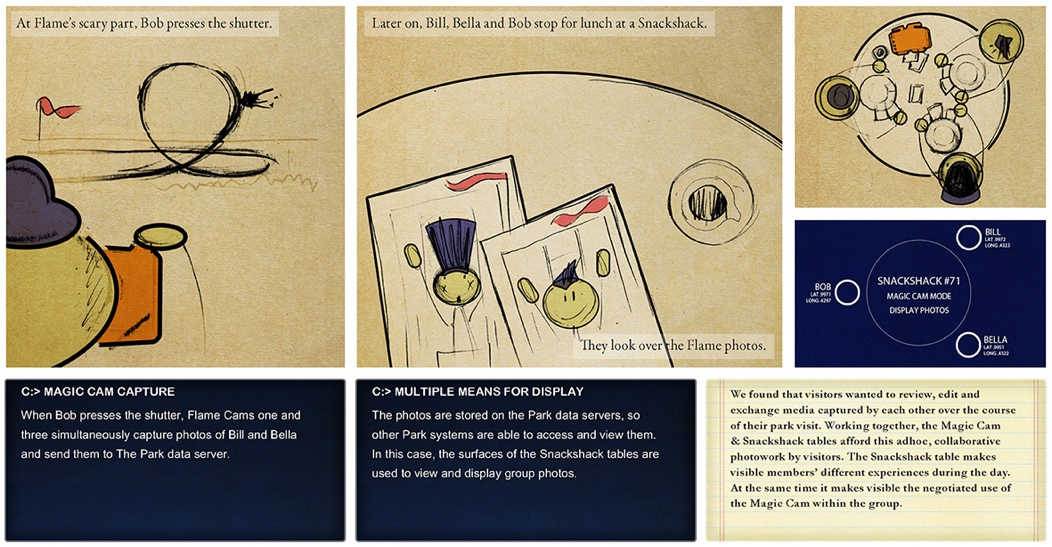 At Flame's scary part, Bob presses the shutter.
Later on, Bill, Bella and Bob stop for lunch at a Snackshack.
They look over the Flame photos.
BILL
LAT.9972
LONG.4323
SNACKSHACK #71
MAGIC CAM MODE
DISPLAY PHOTOS
BOB
LAT.9971
LONG.4297
BELLA
LAT.9951
LONG.4322
C:> MAGIC CAM CAPTURE
When Bob presses the shutter, Flame Cams one and
three simultaneously capture photos of Bill and Bella
and send them to The Park data server.
C:> MULTIPLE MEANS FOR DISPLAY
The photos are stored on the Park data servers, so
other Park systems are able to access and view them.
In this case, the surfaces of the Snackshack tables are
used to view and display group photos.
We found that visitors wanted to review, edit and
exchange media captured by each other over the course
of their park visit. Working together, the Magic Cam
& Snackshack tables afford this adhoc, collaborative
photowork by visitors. The Snackshack table makes
visible members' different experiences during the day.
At the same time it makes visible the negotiated use of
the Magic Cam within the group.